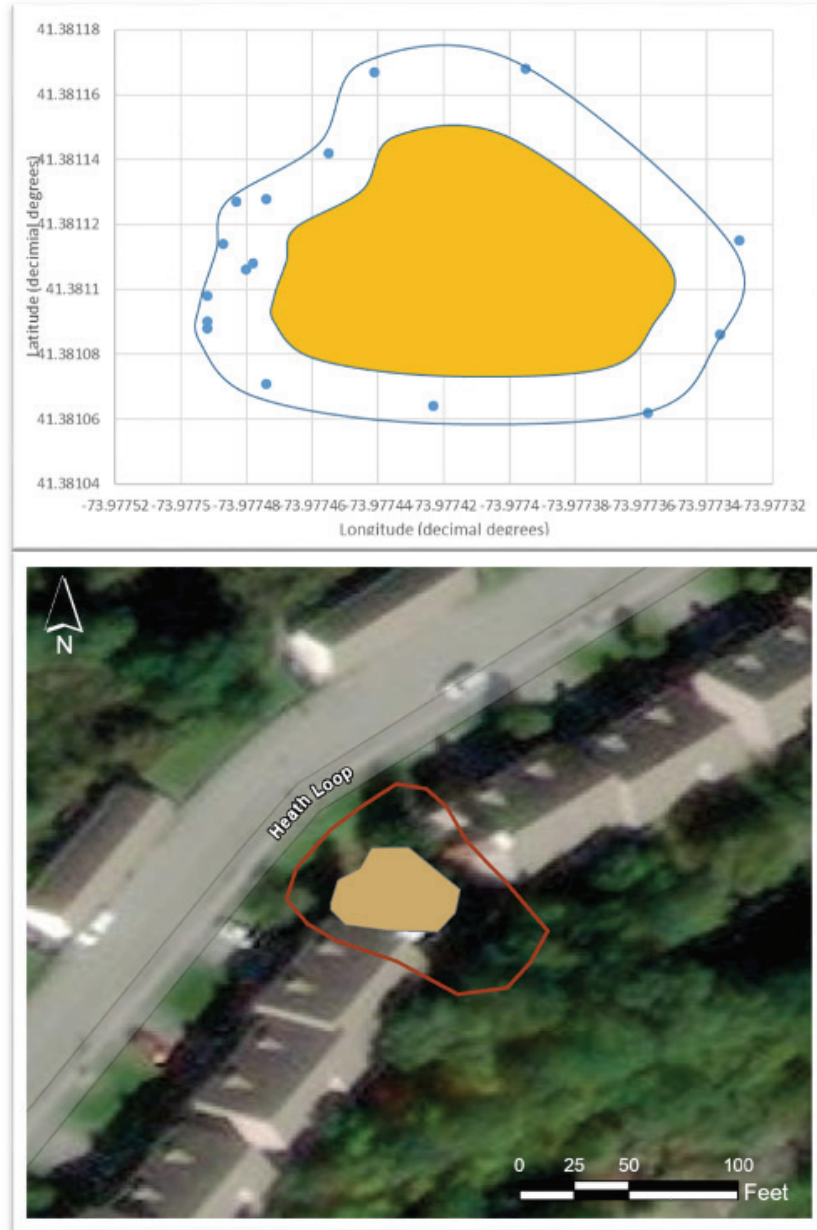 41.38118
41.38116
41.38114
41.38112
41.3811
41.38108
41.38106
41.38104
Latitude (decimial degrees)
-73.97752 -73.9775 -73.97748 -73.97746 -73.97744 -73.97742 -73.9774 -73.97738 -73.97736 -73.97734 -73.97732
Longitude (decimal degrees)
N
Heath Loop
0 25 50 100
Feet